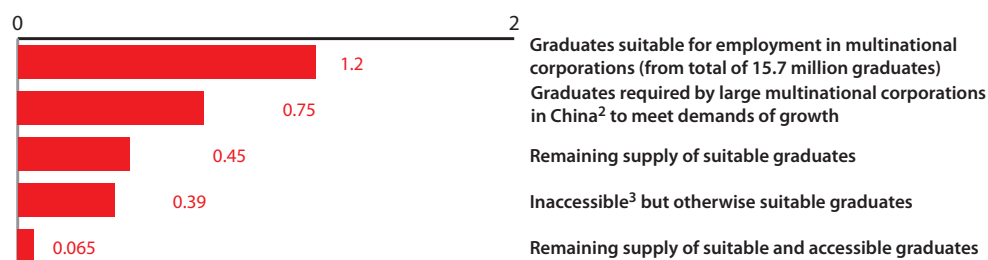 0
2
Graduates suitable for employment in multinational
corporations (from total of 15.7 million graduates)
1.2
Graduates required by large multinational corporations
in China² to meet demands of growth
0.75
0.45
Remaining supply of suitable graduates
0.39
Inaccessible³ but otherwise suitable graduates
0.065
Remaining supply of suitable and accessible graduates